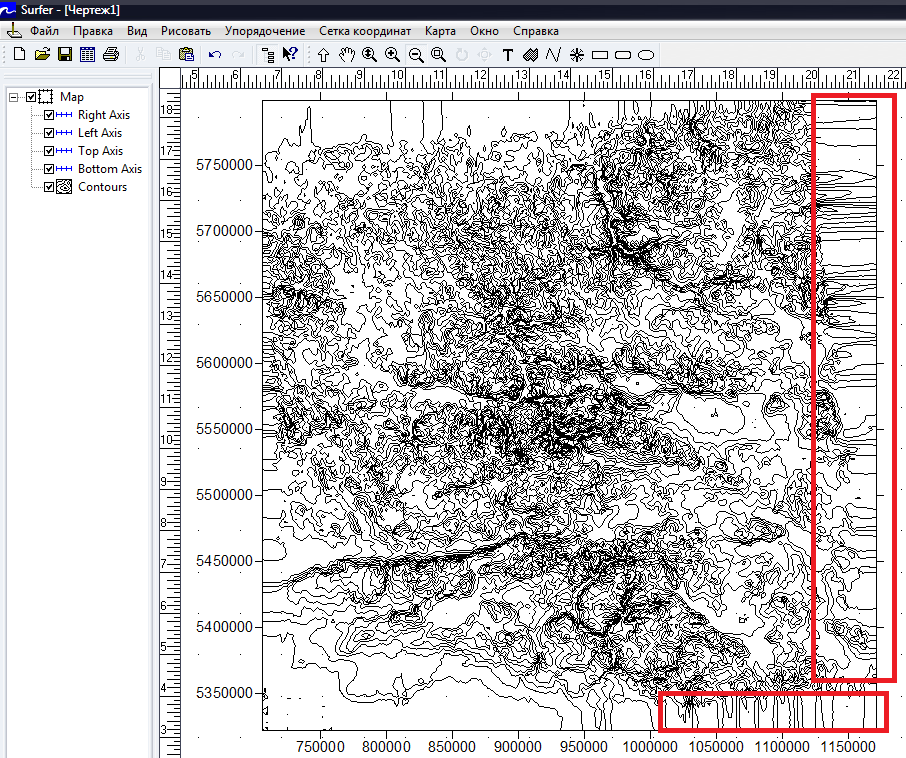 Surfer - [Чертеж1]
Файл Правка Вид Рисовать Упорядочение Сетка координат Карта Окно Справка
5 6 7 8 9 10 11 12 13 14 15 16 17 18 19 20 21 22
Map
Right Axis
Left Axis
Top Axis
Bottom Axis
Contours
18
17
16
15
14
13
12
11
10
9
8
7
6
5
4
3
5750000
5700000
5650000
5600000
5550000
5500000
5450000
5400000
5350000
750000 800000 850000 900000 950000 1000000 1050000 1100000 1150000